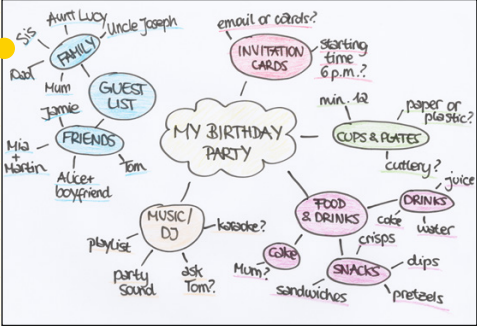 Aunt Lucy
Sis
Uncle Joseph
FAMILY
Dad
Mum
GUEST
LIST
Jamie
FRIENDS
Mia
+
Martin
Alice+
boyfriend
Tom
email or cards?
INVITATION
CARDS
starting
time
6 p.m.?
MY BIRTHDAY
PARTY
min. 12
paper or
plastic?
CUPS & PLATES
cutlery?
MUSIC/
DJ
karaoke?
playlist
party
sound
ask
Tom?
FOOD
& DRINKS
DRINKS
juice
coke
water
cake
Mum?
crisps
SNACKS
dips
sandwiches
pretzels